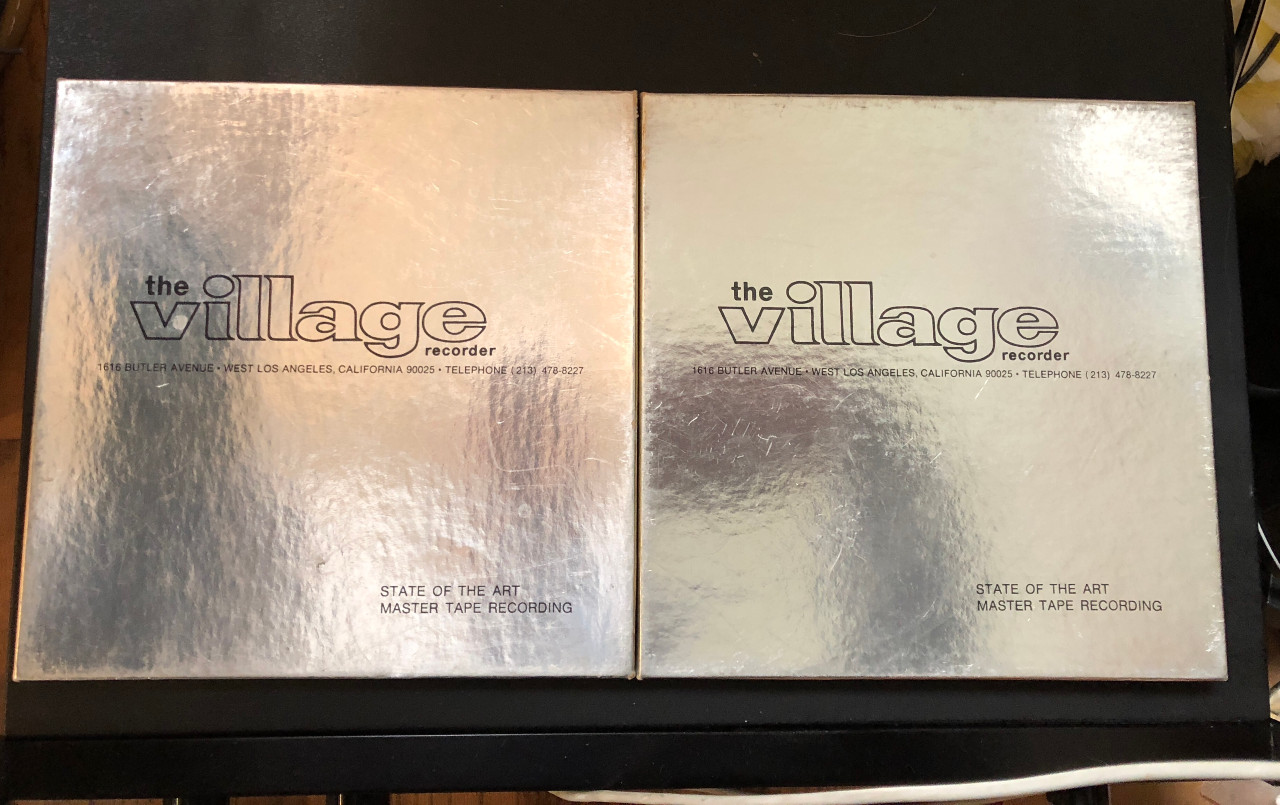 the
village
recorder
1616 BUTLER AVENUE • WEST LOS ANGELES, CALIFORNIA 90025 • TELEPHONE (213) 478-8227
STATE OF THE ART
MASTER TAPE RECORDING
the
village
recorder
1616 BUTLER AVENUE • WEST LOS ANGELES, CALIFORNIA 90025 • TELEPHONE (213) 478-8227
STATE OF THE ART
MASTER TAPE RECORDING